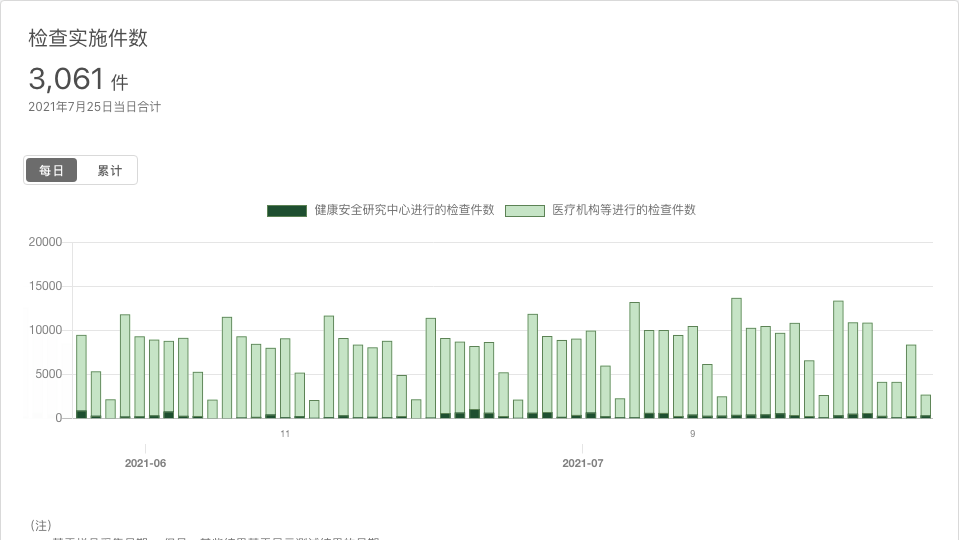 检查实施件数
3,061 件
2021年7月25日当日合计
每日 累计
健康安全研究中心进行的检查件数 医疗机构等进行的检查件数
20000
15000
10000
5000
0
11 9
2021-06 2021-07
(注)